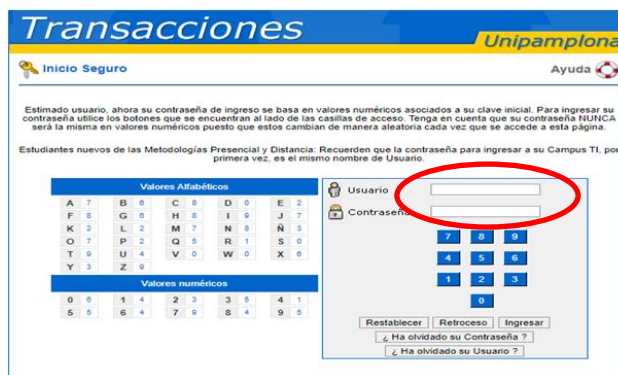 Transacciones
Unipamplona
Inicio Seguro
Ayuda
Estimado usuario, ahora su contraseña de ingreso se basa en valores numéricos asociados a su clave inicial. Para ingresar su
contraseña utilice los botones que se encuentran al lado de las casillas de acceso. Tenga en cuenta que su contraseña NUNCA
será la misma en valores numéricos puesto que estos cambian de manera aleatoria cada vez que se accede a esta página.
Estudiantes nuevos de las Metodologías Presencial y Distancia: Recuerden que la contraseña para ingresar a su Campus TI, por
primera vez, es el mismo nombre de Usuario.
Valores Alfabéticos
A 7 B 6 C 8 D 0 E 2
F 8 G 6 H 8 I 9 J 7
K 2 L 2 M 7 N 8 Ñ 3
O 7 P 2 Q 5 R 1 S 0
T 9 U 4 V 0 W 0 X 6
Y 3 Z 9
Valores numéricos
0 6 1 4 2 3 3 5 4 1
5 5 6 4 7 9 8 4 9 5
Usuario
Contraseña
7 8 9
4 5 6
1 2 3
0
Restablecer Retroceso Ingresar
¿ Ha olvidado su Contraseña ?
¿ Ha olvidado su Usuario ?